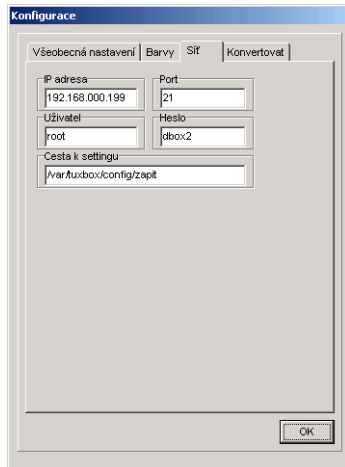 Konfigurace
Všeobecná nastavení Barvy Síť Konvertovat
IP adresa Port
192.168.000.199 21
Uživatel Heslo
root dbox2
Cesta k settingu
/var/tuxbox/config/zapit
OK